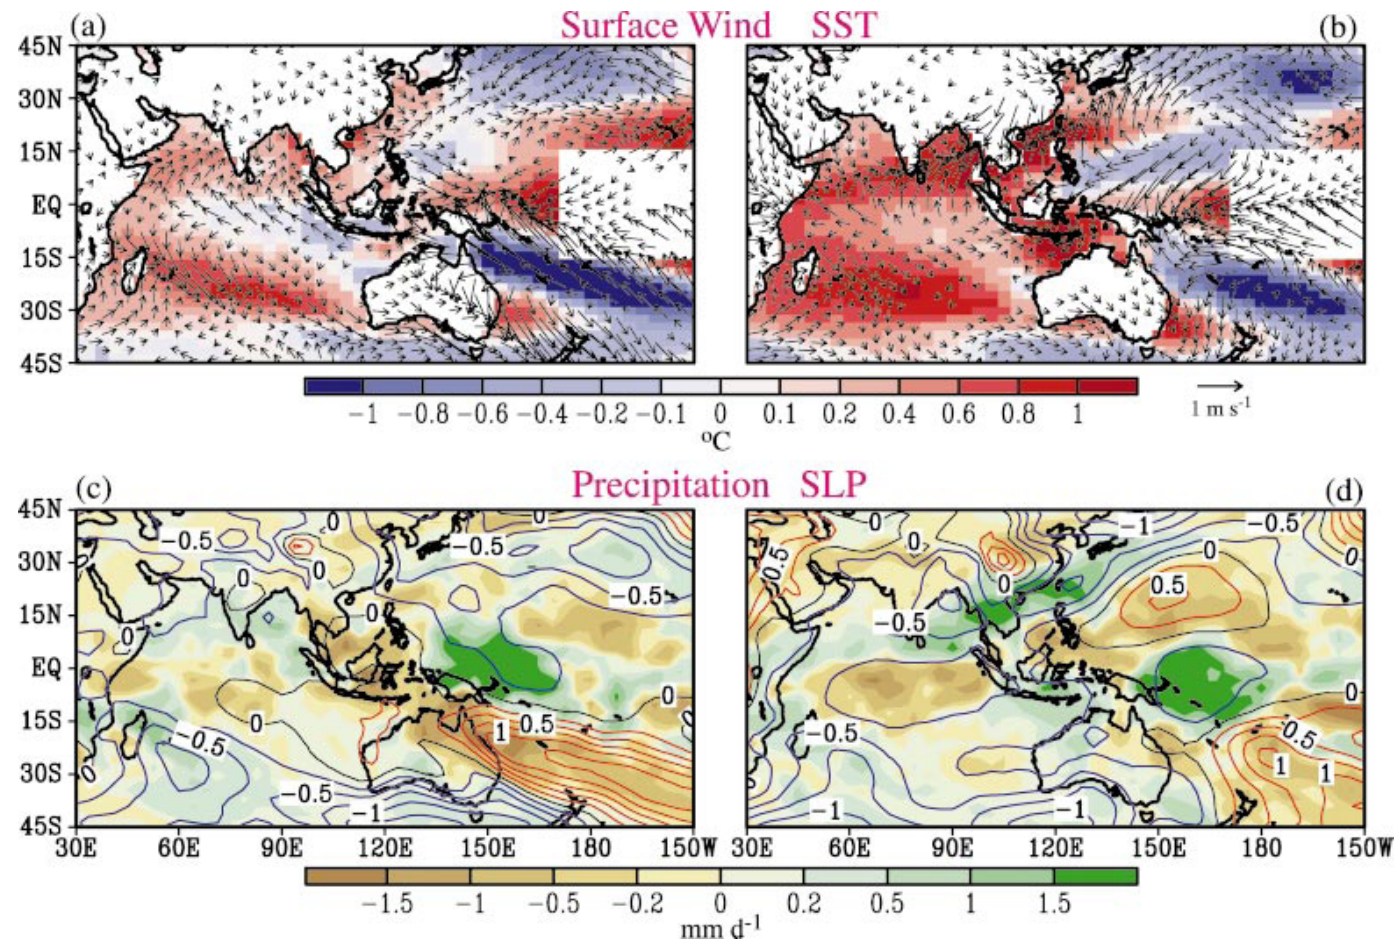 (a) Surface Wind SST (b)
45N
30N
15N
EQ
15S
30S
45S
-1 -0.8 -0.6 -0.4 -0.2 -0.1 0 0.1 0.2 0.4 0.6 0.8 1
°C
1 m s⁻¹
(c) Precipitation SLP (d)
45N
30N
15N
EQ
15S
30S
45S
0 -0.5 -0.5 0 0 0 -0.5 0 0 0 0.5 1 -0.5 0 -0.5 -1
0 -1 -0.5 0 0 0 0.5 0 0.5 -0.5 0 -0.5 0.5 1 1 -1 -1
30E 60E 90E 120E 150E 180 150W 30E 60E 90E 120E 150E 180 150W
-1.5 -1 -0.5 -0.2 0 0.2 0.5 1 1.5
mm d⁻¹